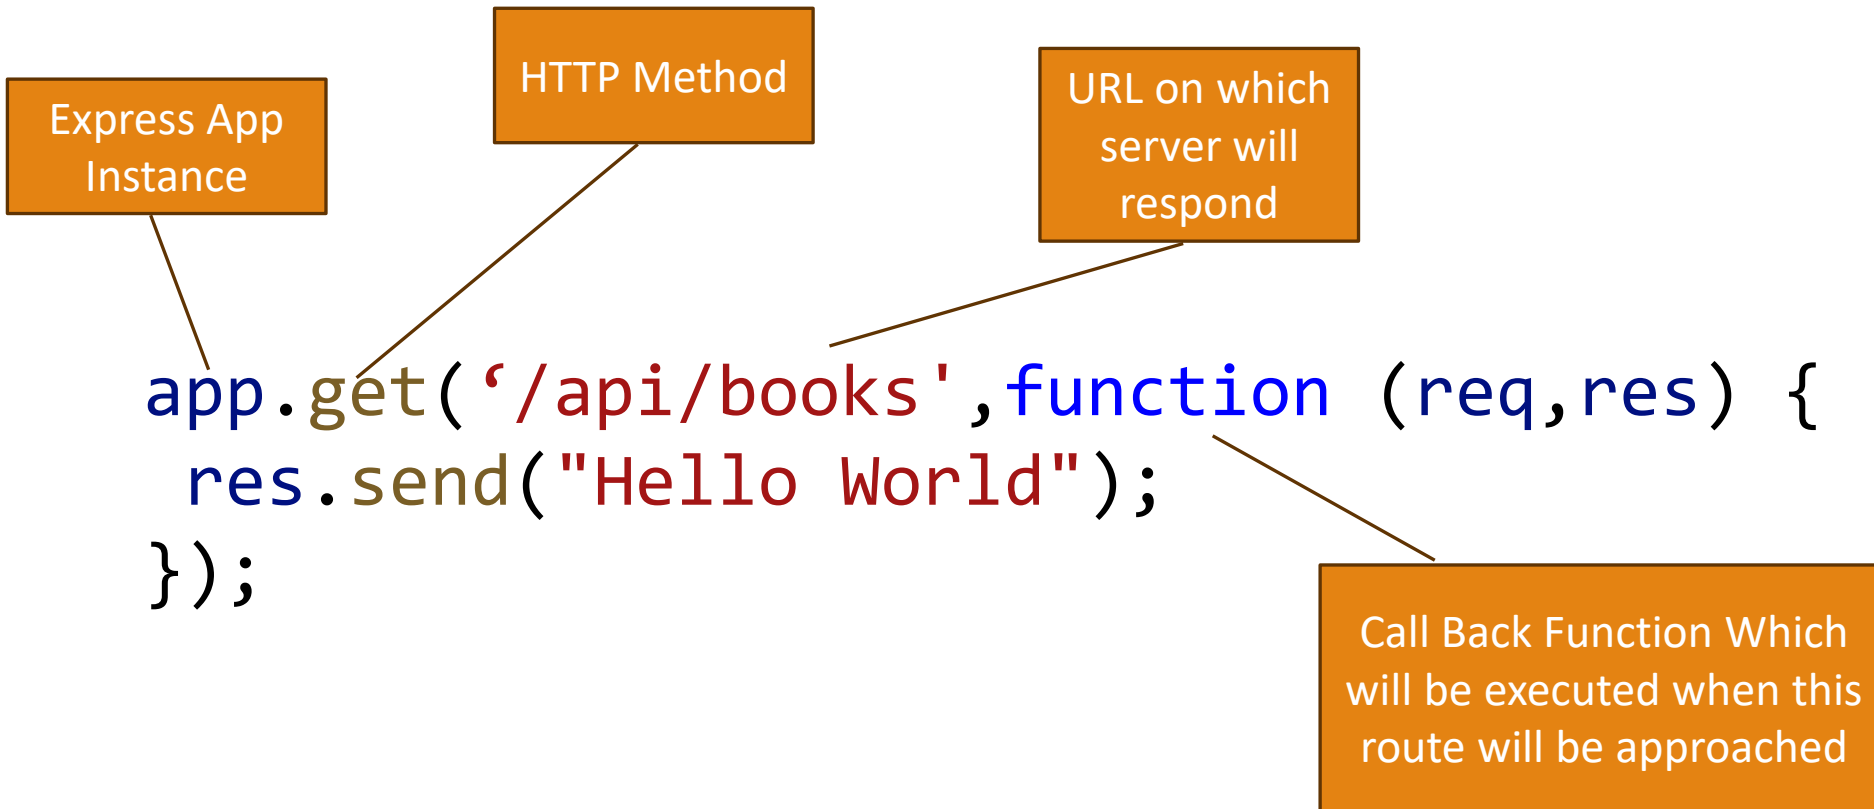 Express App
Instance
HTTP Method
URL on which
server will
respond
app.get(‘/api/books',function (req,res) {
res.send("Hello World");
});
Call Back Function Which
will be executed when this
route will be approached